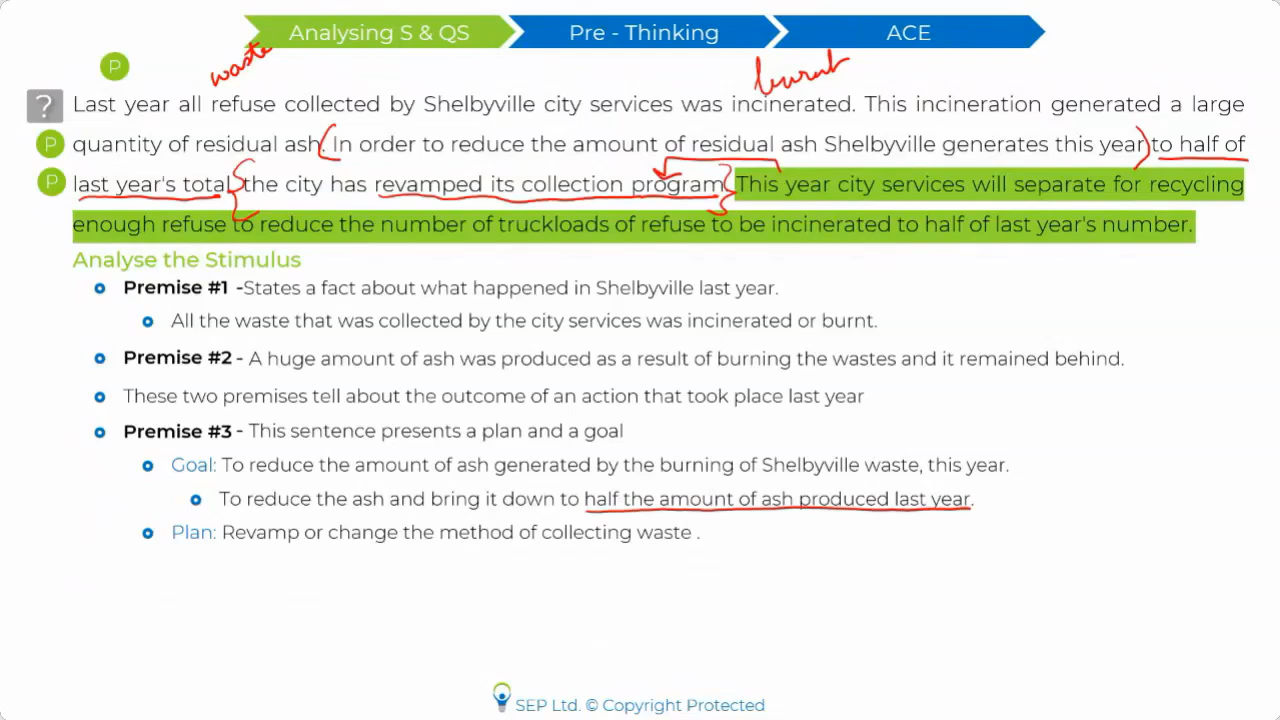 Analysing S & QS
Pre - Thinking
ACE
P
waste
burnt
? Last year all refuse collected by Shelbyville city services was incinerated. This incineration generated a large
P quantity of residual ash. In order to reduce the amount of residual ash Shelbyville generates this year to half of
P last year's total, the city has revamped its collection program. This year city services will separate for recycling
enough refuse to reduce the number of truckloads of refuse to be incinerated to half of last year's number.
Analyse the Stimulus
Premise #1 -States a fact about what happened in Shelbyville last year.
All the waste that was collected by the city services was incinerated or burnt.
Premise #2 - A huge amount of ash was produced as a result of burning the wastes and it remained behind.
These two premises tell about the outcome of an action that took place last year
Premise #3 - This sentence presents a plan and a goal
Goal: To reduce the amount of ash generated by the burning of Shelbyville waste, this year.
To reduce the ash and bring it down to half the amount of ash produced last year.
Plan: Revamp or change the method of collecting waste .
SEP Ltd. © Copyright Protected